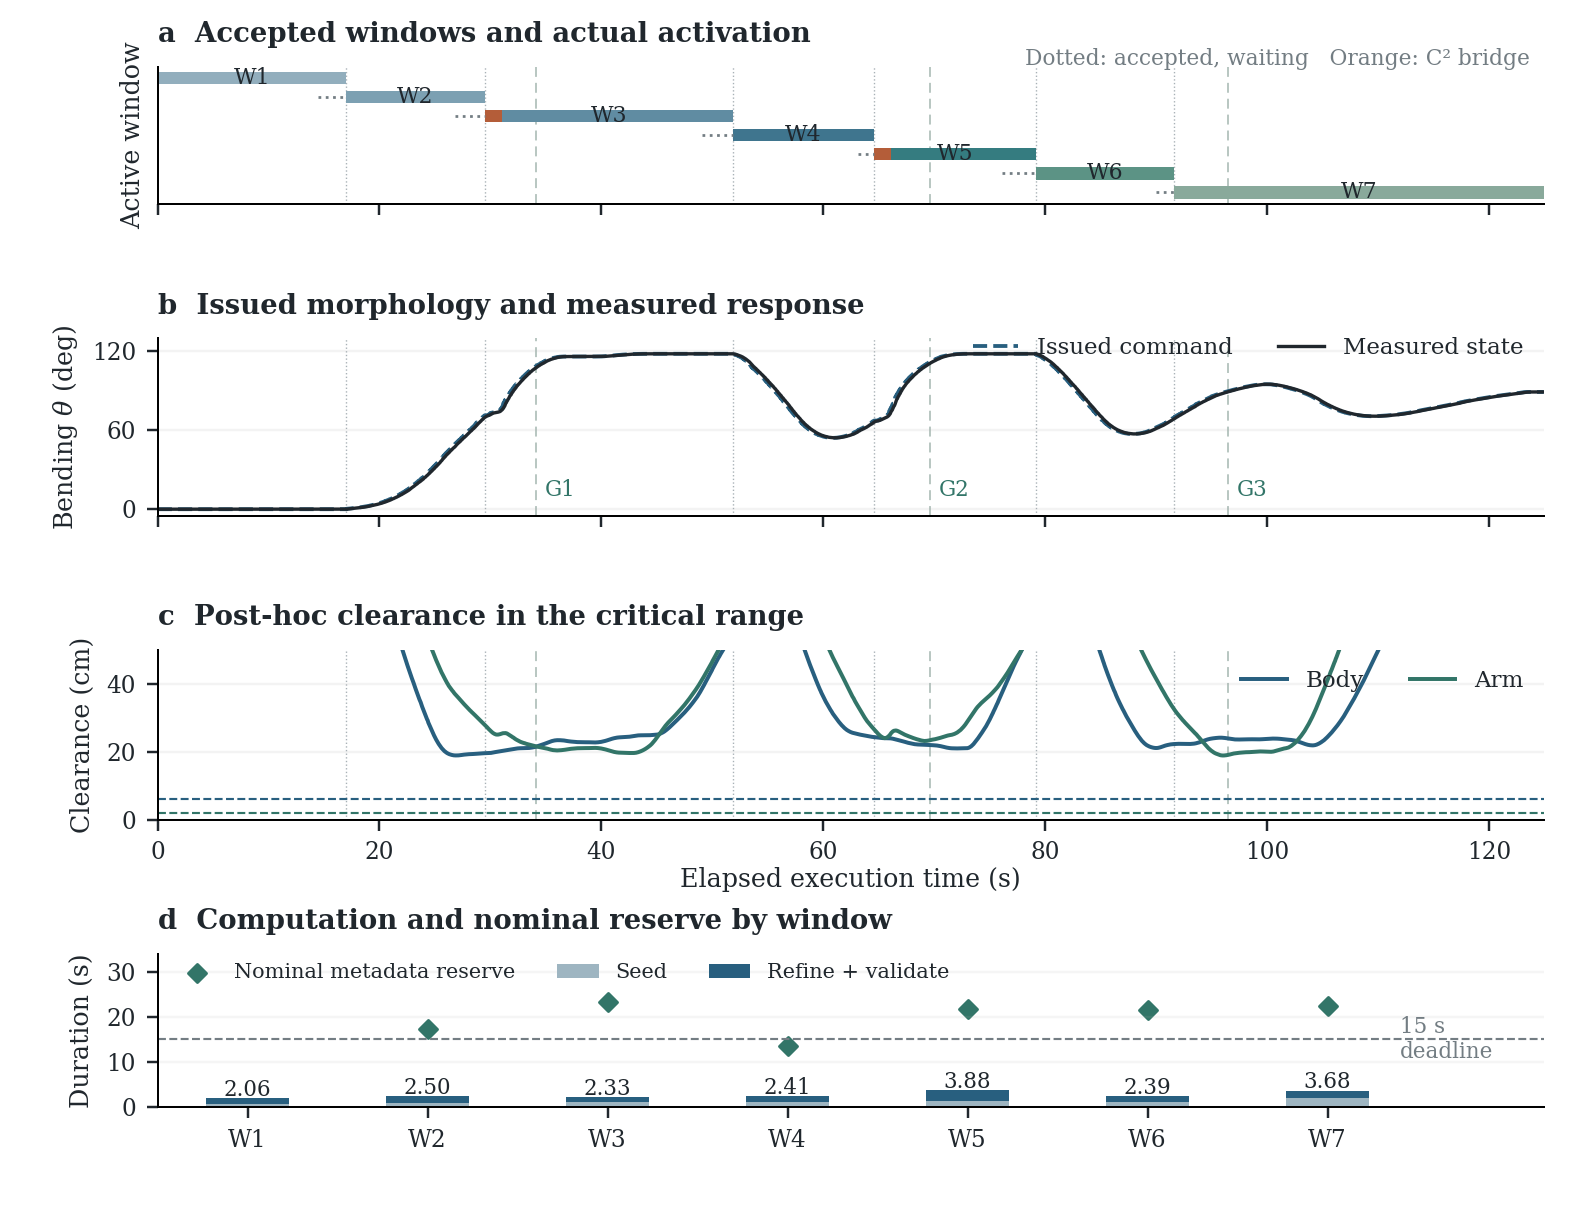 a Accepted windows and actual activation
Dotted: accepted, waiting Orange: C² bridge
Active window
W1
W2
W3
W4
W5
W6
W7
b Issued morphology and measured response
Bending θ (deg)
Issued command Measured state
120
60
0
G1 G2 G3
c Post-hoc clearance in the critical range
Clearance (cm)
Body Arm
40
20
0
0 20 40 60 80 100 120
Elapsed execution time (s)
d Computation and nominal reserve by window
Duration (s)
Nominal metadata reserve Seed Refine + validate
30
20
10
0
15 s
deadline
2.06 2.50 2.33 2.41 3.88 2.39 3.68
W1 W2 W3 W4 W5 W6 W7